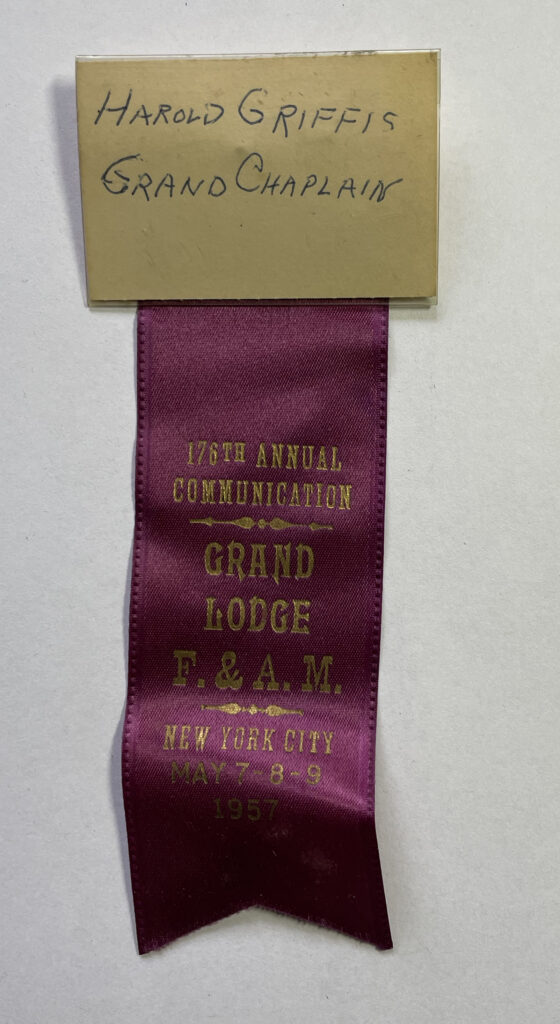 Harold Griffis
Grand Chaplain
176TH ANNUAL
COMMUNICATION
GRAND
LODGE
F. & A. M.
NEW YORK CITY
MAY 7-8-9
1957